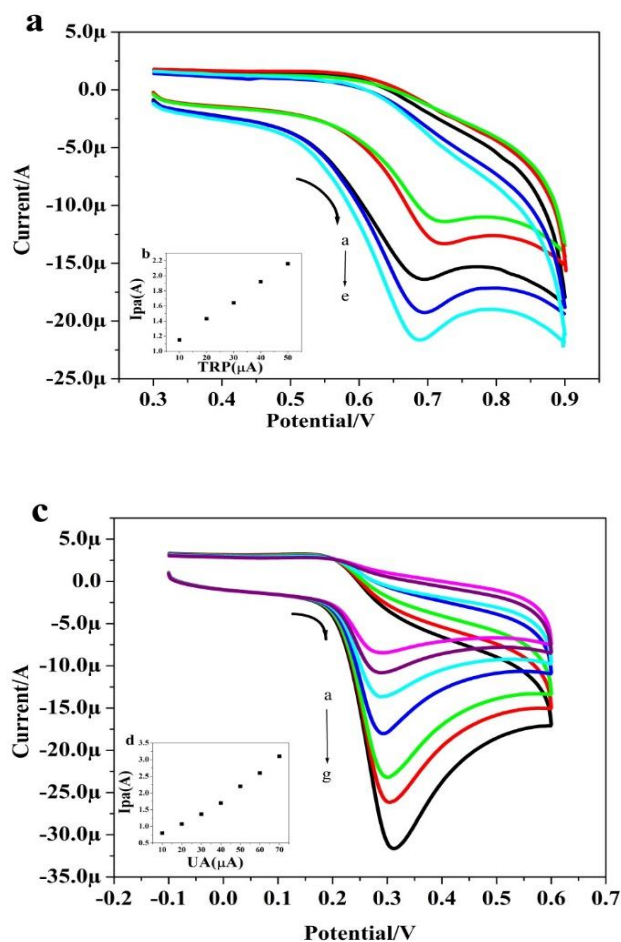 a
5.0μ
0.0
-5.0μ
-10.0μ
-15.0μ
-20.0μ
-25.0μ
Current/A
a
e
b
2.4
2.2
2.0
1.8
1.6
1.4
1.2
1.0
Ipa(A)
10 20 30 40 50
TRP(μA)
0.3 0.4 0.5 0.6 0.7 0.8 0.9
Potential/V
c
5.0μ
0.0
-5.0μ
-10.0μ
-15.0μ
-20.0μ
-25.0μ
-30.0μ
-35.0μ
Current/A
a
g
d
3.5
3.0
2.5
2.0
1.5
1.0
0.5
Ipa(A)
10 20 30 40 50 60 70
UA(μA)
-0.2 -0.1 0.0 0.1 0.2 0.3 0.4 0.5 0.6 0.7
Potential/V